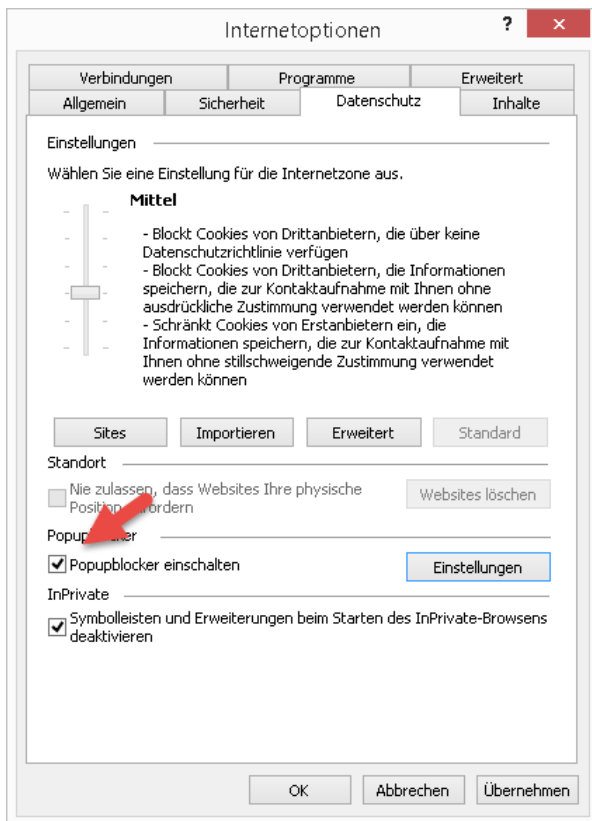 Internetoptionen
?
Verbindungen Programme Erweitert
Allgemein Sicherheit Datenschutz Inhalte
Einstellungen
Wählen Sie eine Einstellung für die Internetzone aus.
Mittel
- Blockt Cookies von Drittanbietern, die über keine
Datenschutzrichtlinie verfügen
- Blockt Cookies von Drittanbietern, die Informationen
speichern, die zur Kontaktaufnahme mit Ihnen ohne
ausdrückliche Zustimmung verwendet werden können
- Schränkt Cookies von Erstanbietern ein, die
Informationen speichern, die zur Kontaktaufnahme mit
Ihnen ohne stillschweigende Zustimmung verwendet
werden können
Sites Importieren Erweitert Standard
Standort
Nie zulassen, dass Websites Ihre physische
Position Websites löschen
Popupblocker einschalten Einstellungen
InPrivate
Symbolleisten und Erweiterungen beim Starten des InPrivate-Browsens
deaktivieren
OK Abbrechen Übernehmen